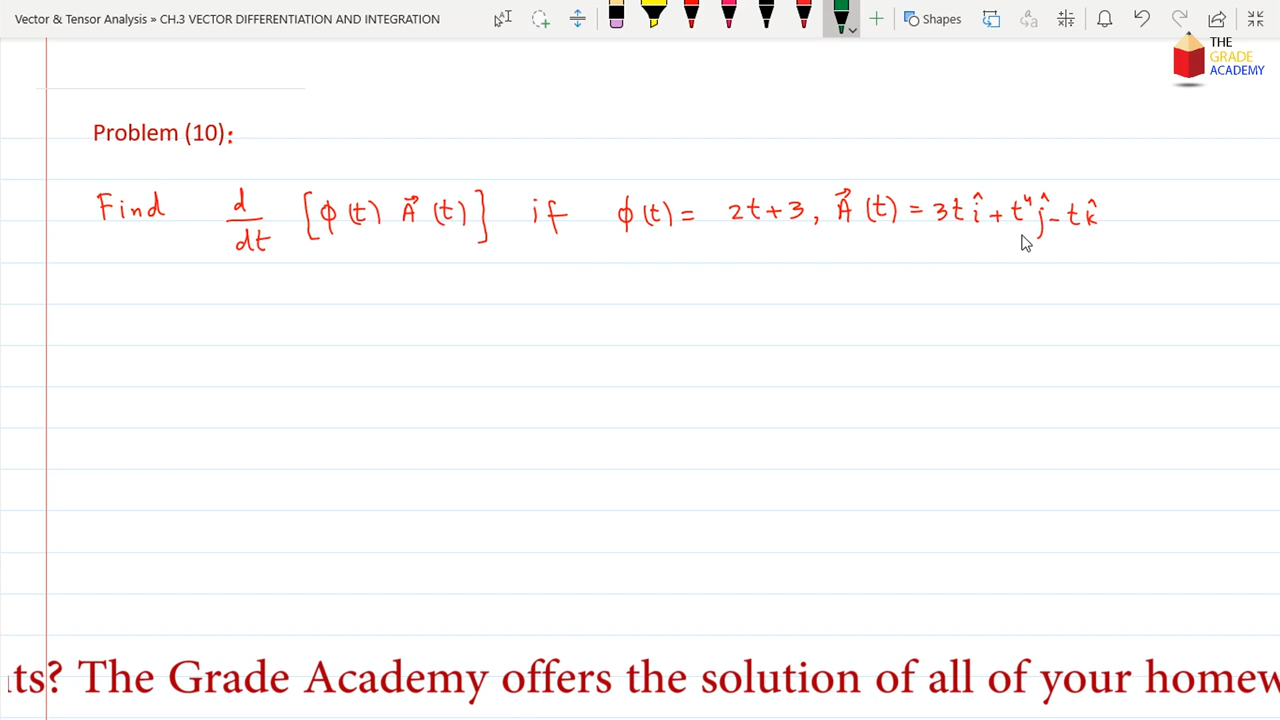 Vector & Tensor Analysis » CH.3 VECTOR DIFFERENTIATION AND INTEGRATION
Shapes
THE
GRADE
ACADEMY
Problem (10):
Find d/dt [ϕ(t) A⃗(t)] if ϕ(t) = 2t+3, A⃗(t) = 3t î + t⁴ ĵ - t k̂
ts? The Grade Academy offers the solution of all of your homew